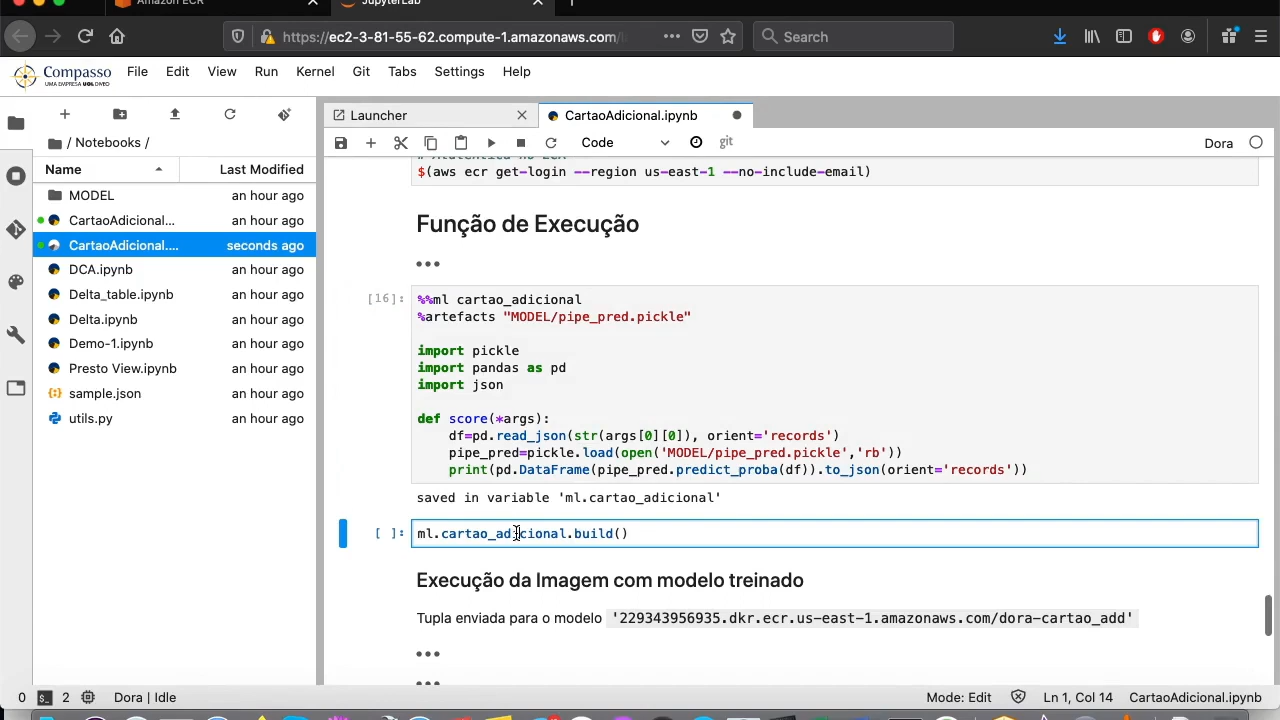 Amazon ECR
JupyterLab
https://ec2-3-81-55-62.compute-1.amazonaws.com/
Search
Compasso
UMA EMPRESA UOL DIVEO
File Edit View Run Kernel Git Tabs Settings Help
Launcher
CartaoAdicional.ipynb
/ Notebooks /
Code
git
Dora
Name
Last Modified
MODEL an hour ago
CartaoAdicional... an hour ago
CartaoAdicional.... seconds ago
DCA.ipynb an hour ago
Delta_table.ipynb an hour ago
Delta.ipynb an hour ago
Demo-1.ipynb an hour ago
Presto View.ipynb an hour ago
sample.json an hour ago
utils.py an hour ago
$(aws ecr get-login --region us-east-1 --no-include-email)
Função de Execução
[16]:
%%ml cartao_adicional
%artefacts "MODEL/pipe_pred.pickle"
import pickle
import pandas as pd
import json
def score(*args):
df=pd.read_json(str(args[0][0]), orient='records')
pipe_pred=pickle.load(open('MODEL/pipe_pred.pickle','rb'))
print(pd.DataFrame(pipe_pred.predict_proba(df)).to_json(orient='records'))
saved in variable 'ml.cartao_adicional'
[ ]:
ml.cartao_adicional.build()
Execução da Imagem com modelo treinado
Tupla enviada para o modelo '229343956935.dkr.ecr.us-east-1.amazonaws.com/dora-cartao_add'
0 2 Dora | Idle
Mode: Edit Ln 1, Col 14 CartaoAdicional.ipynb